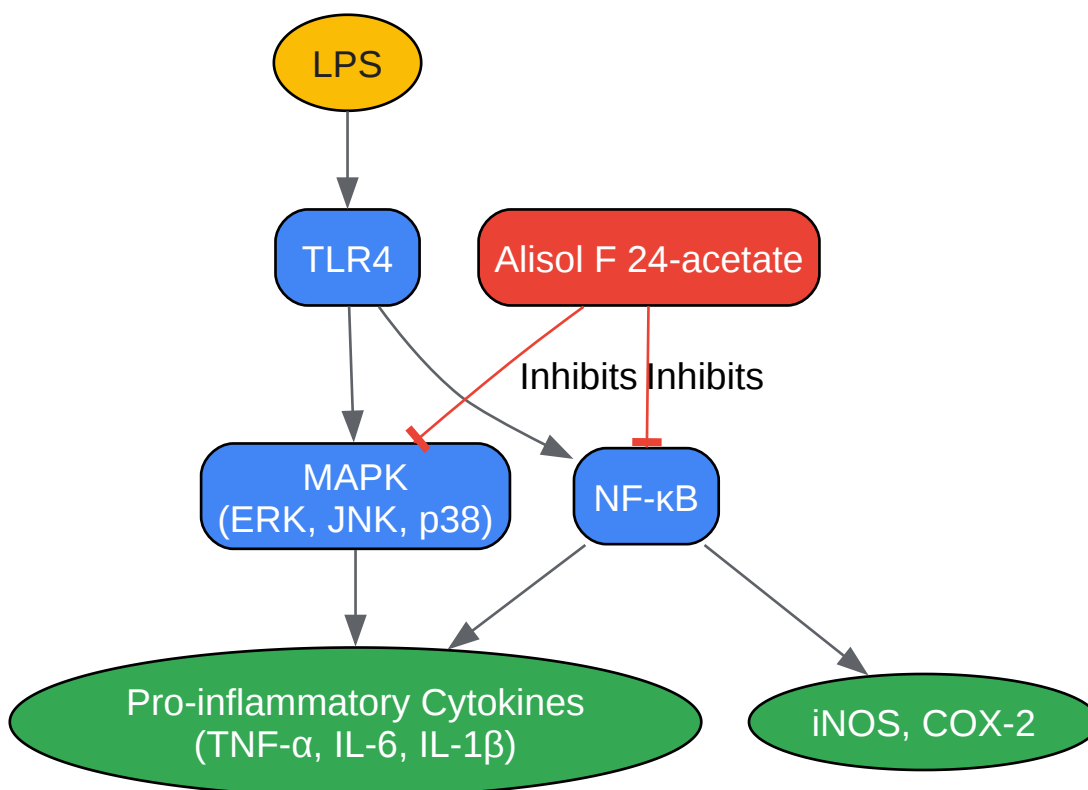 LPS
TLR4
Alisol F 24-acetate
Inhibits
Inhibits
MAPK
(ERK, JNK, p38)
NF-κB
Pro-inflammatory Cytokines
(TNF-α, IL-6, IL-1β)
iNOS, COX-2